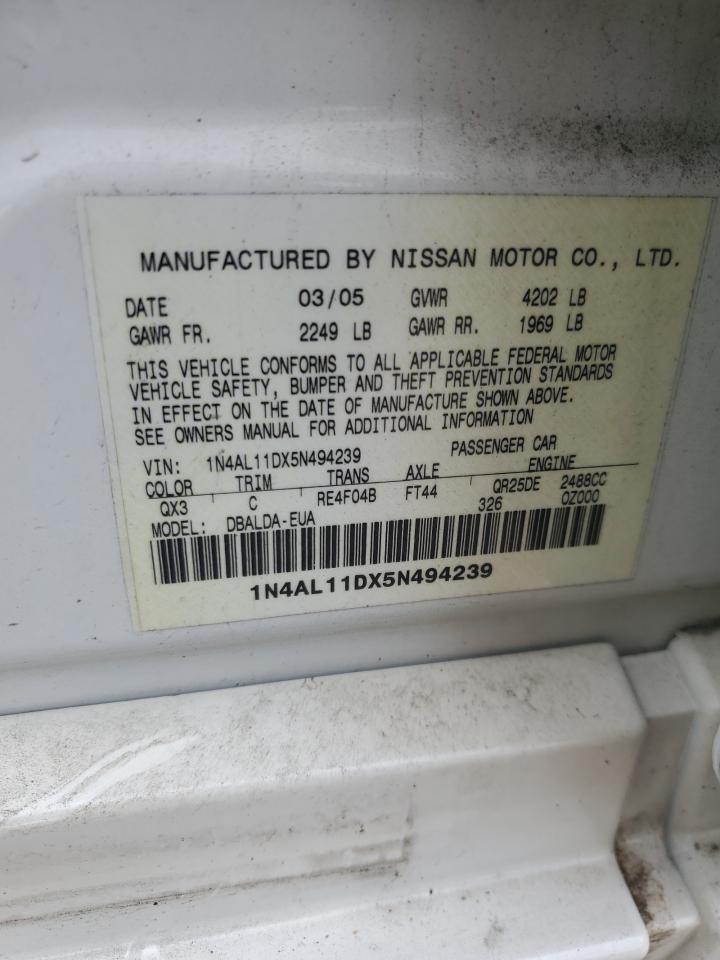 MANUFACTURED BY NISSAN MOTOR CO., LTD.
DATE 03/05 GVWR 4202 LB
GAWR FR. 2249 LB GAWR RR. 1969 LB
THIS VEHICLE CONFORMS TO ALL APPLICABLE FEDERAL MOTOR
VEHICLE SAFETY, BUMPER AND THEFT PREVENTION STANDARDS
IN EFFECT ON THE DATE OF MANUFACTURE SHOWN ABOVE.
SEE OWNERS MANUAL FOR ADDITIONAL INFORMATION
VIN: 1N4AL11DX5N494239 PASSENGER CAR
COLOR TRIM TRANS AXLE ENGINE
QX3 C RE4F04B FT44 QR25DE 2488CC
MODEL: DBALDA-EUA 326 0Z000
1N4AL11DX5N494239